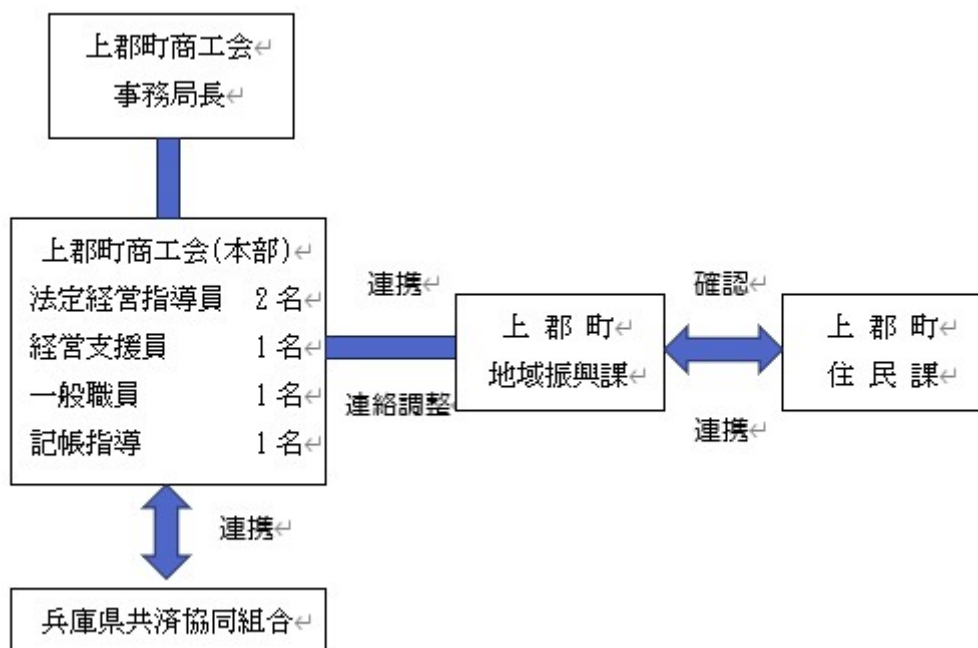 上郡町商工会↵
事務局長↵
上郡町商工会(本部)↵
法定経営指導員 2名↵
経営支援員 1名↵
一般職員 1名↵
記帳指導 1名↵
連携↵
連絡調整↵
上 郡 町↵
地域振興課↵
確認↵
連携↵
上 郡 町↵
住 民 課↵
連携↵
兵庫県共済協同組合↵